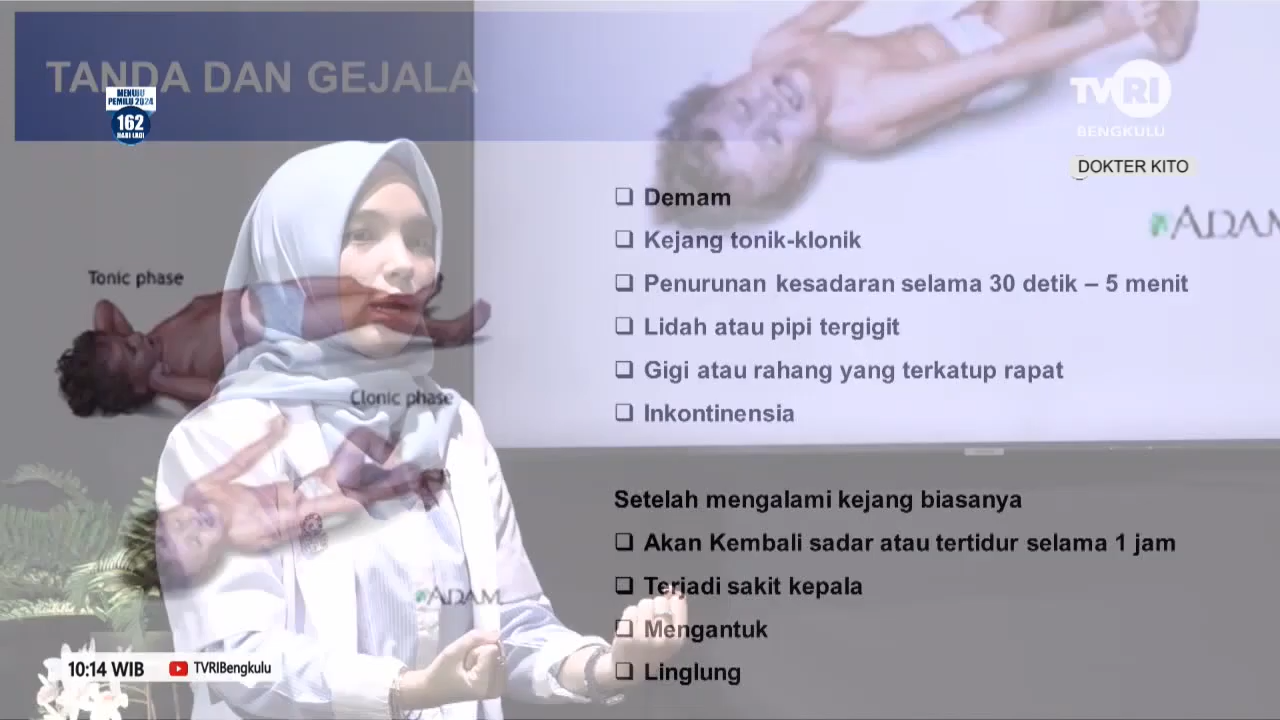 TANDA DAN GEJALA
MENUJU
PEMILU 2024
162
HARI LAGI
TVRI
BENGKULU
DOKTER KITO
❑ Demam
❑ Kejang tonik-klonik
❑ Penurunan kesadaran selama 30 detik – 5 menit
❑ Lidah atau pipi tergigit
❑ Gigi atau rahang yang terkatup rapat
❑ Inkontinensia
Tonic phase
Clonic phase
ADAM
ADAM
Setelah mengalami kejang biasanya
❑ Akan Kembali sadar atau tertidur selama 1 jam
❑ Terjadi sakit kepala
❑ Mengantuk
❑ Linglung
10:14 WIB
TVRIBengkulu